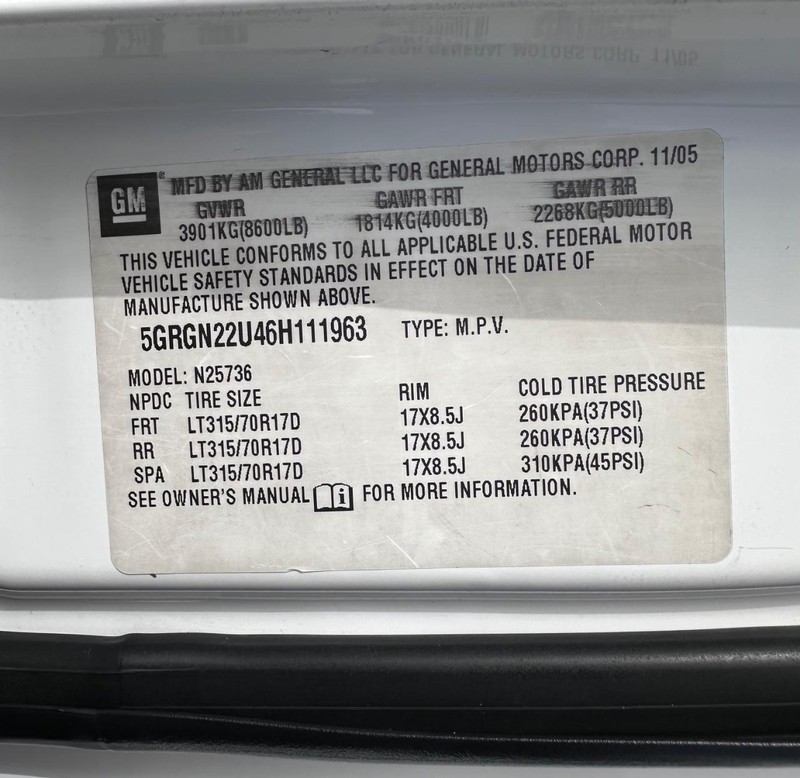 GM
MFD BY AM GENERAL LLC FOR GENERAL MOTORS CORP. 11/05
GVWR GAWR FRT GAWR RR
3901KG(8600LB) 1814KG(4000LB) 2268KG(5000LB)
THIS VEHICLE CONFORMS TO ALL APPLICABLE U.S. FEDERAL MOTOR
VEHICLE SAFETY STANDARDS IN EFFECT ON THE DATE OF
MANUFACTURE SHOWN ABOVE.
5GRGN22U46H111963 TYPE: M.P.V.
MODEL: N25736
NPDC TIRE SIZE RIM COLD TIRE PRESSURE
FRT LT315/70R17D 17X8.5J 260KPA(37PSI)
RR LT315/70R17D 17X8.5J 260KPA(37PSI)
SPA LT315/70R17D 17X8.5J 310KPA(45PSI)
SEE OWNER'S MANUAL FOR MORE INFORMATION.